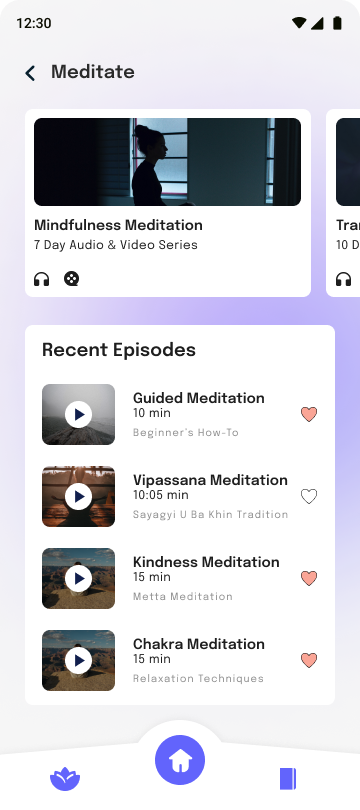 12:30
Meditate
Mindfulness Meditation
7 Day Audio & Video Series
10 D
Recent Episodes
Guided Meditation
10 min
Beginner's How-To
Vipassana Meditation
10:05 min
Sayagyi U Ba Khin Tradition
Kindness Meditation
15 min
Metta Meditation
Chakra Meditation
15 min
Relaxation Techniques